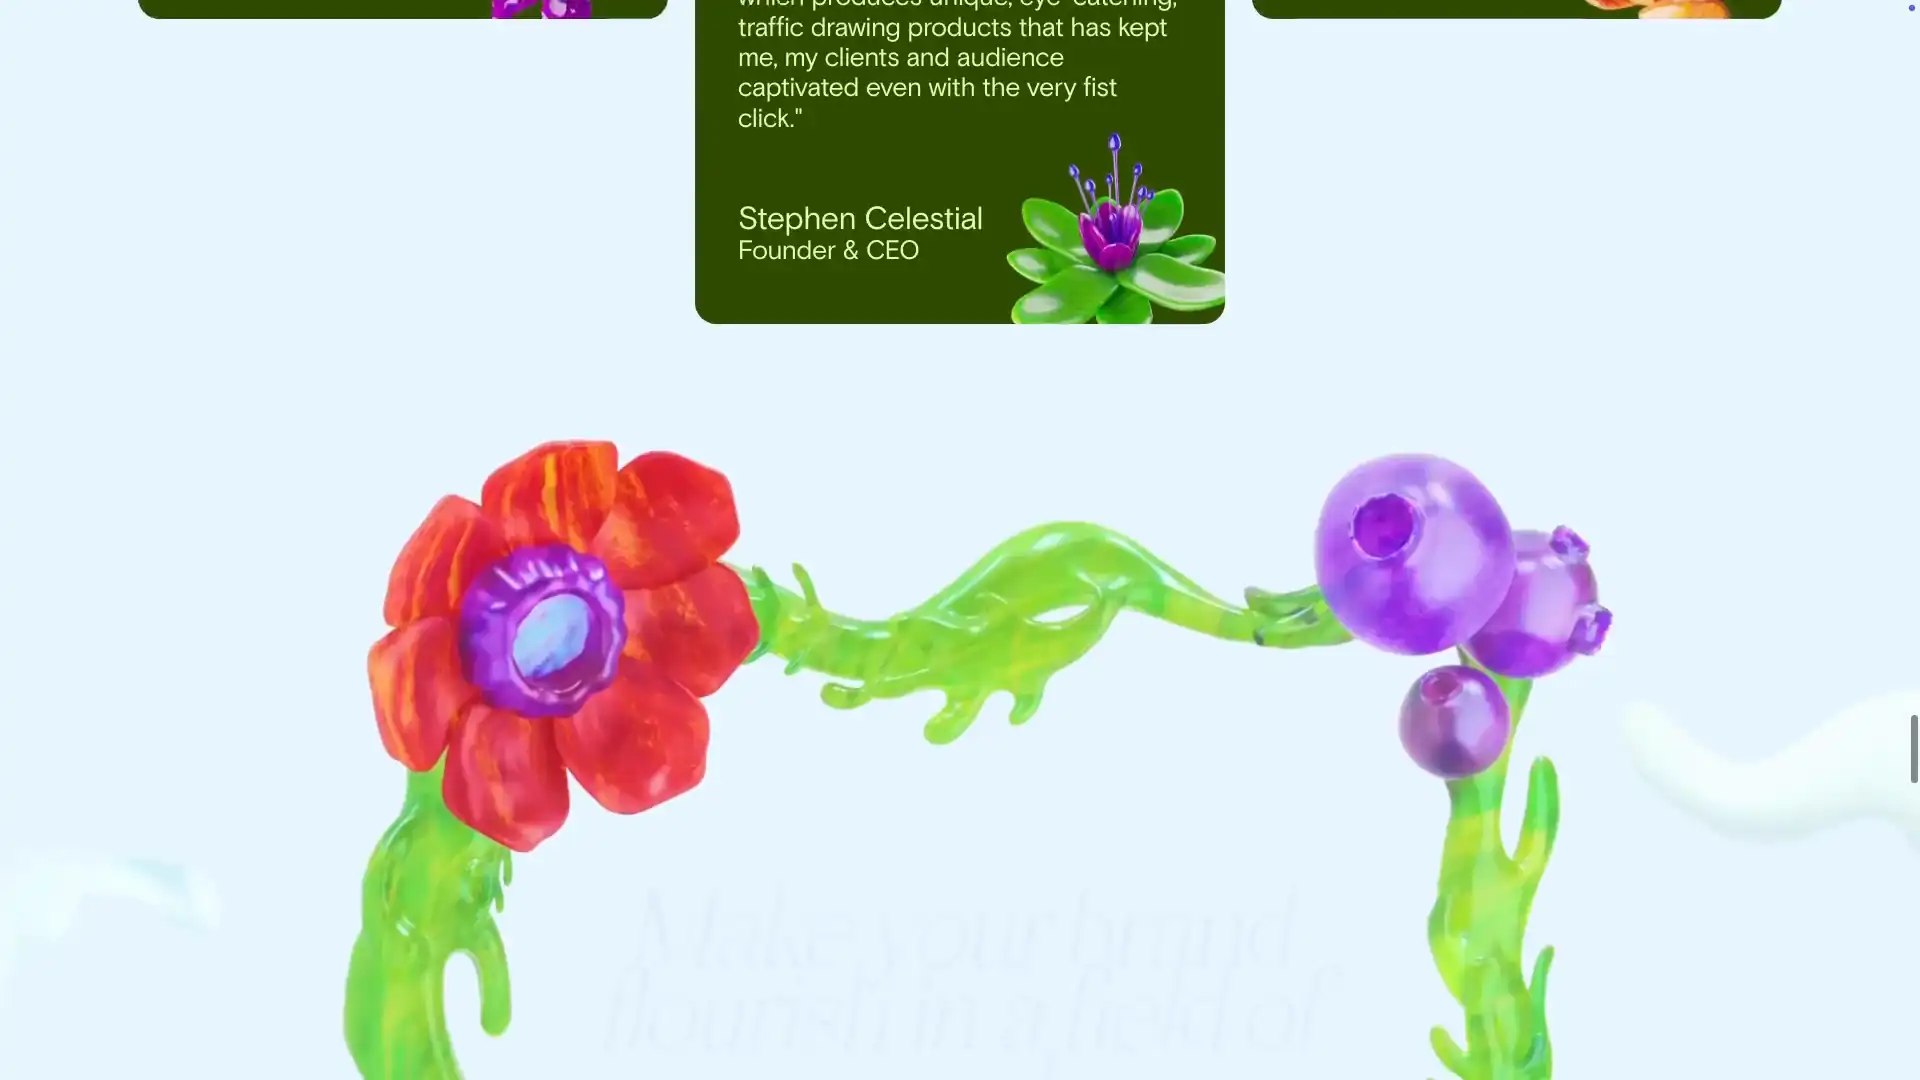 which produces unique, eye-catching,
traffic drawing products that has kept
me, my clients and audience
captivated even with the very fist
click."
Stephen Celestial
Founder & CEO
Make your brand
flourish in a field of